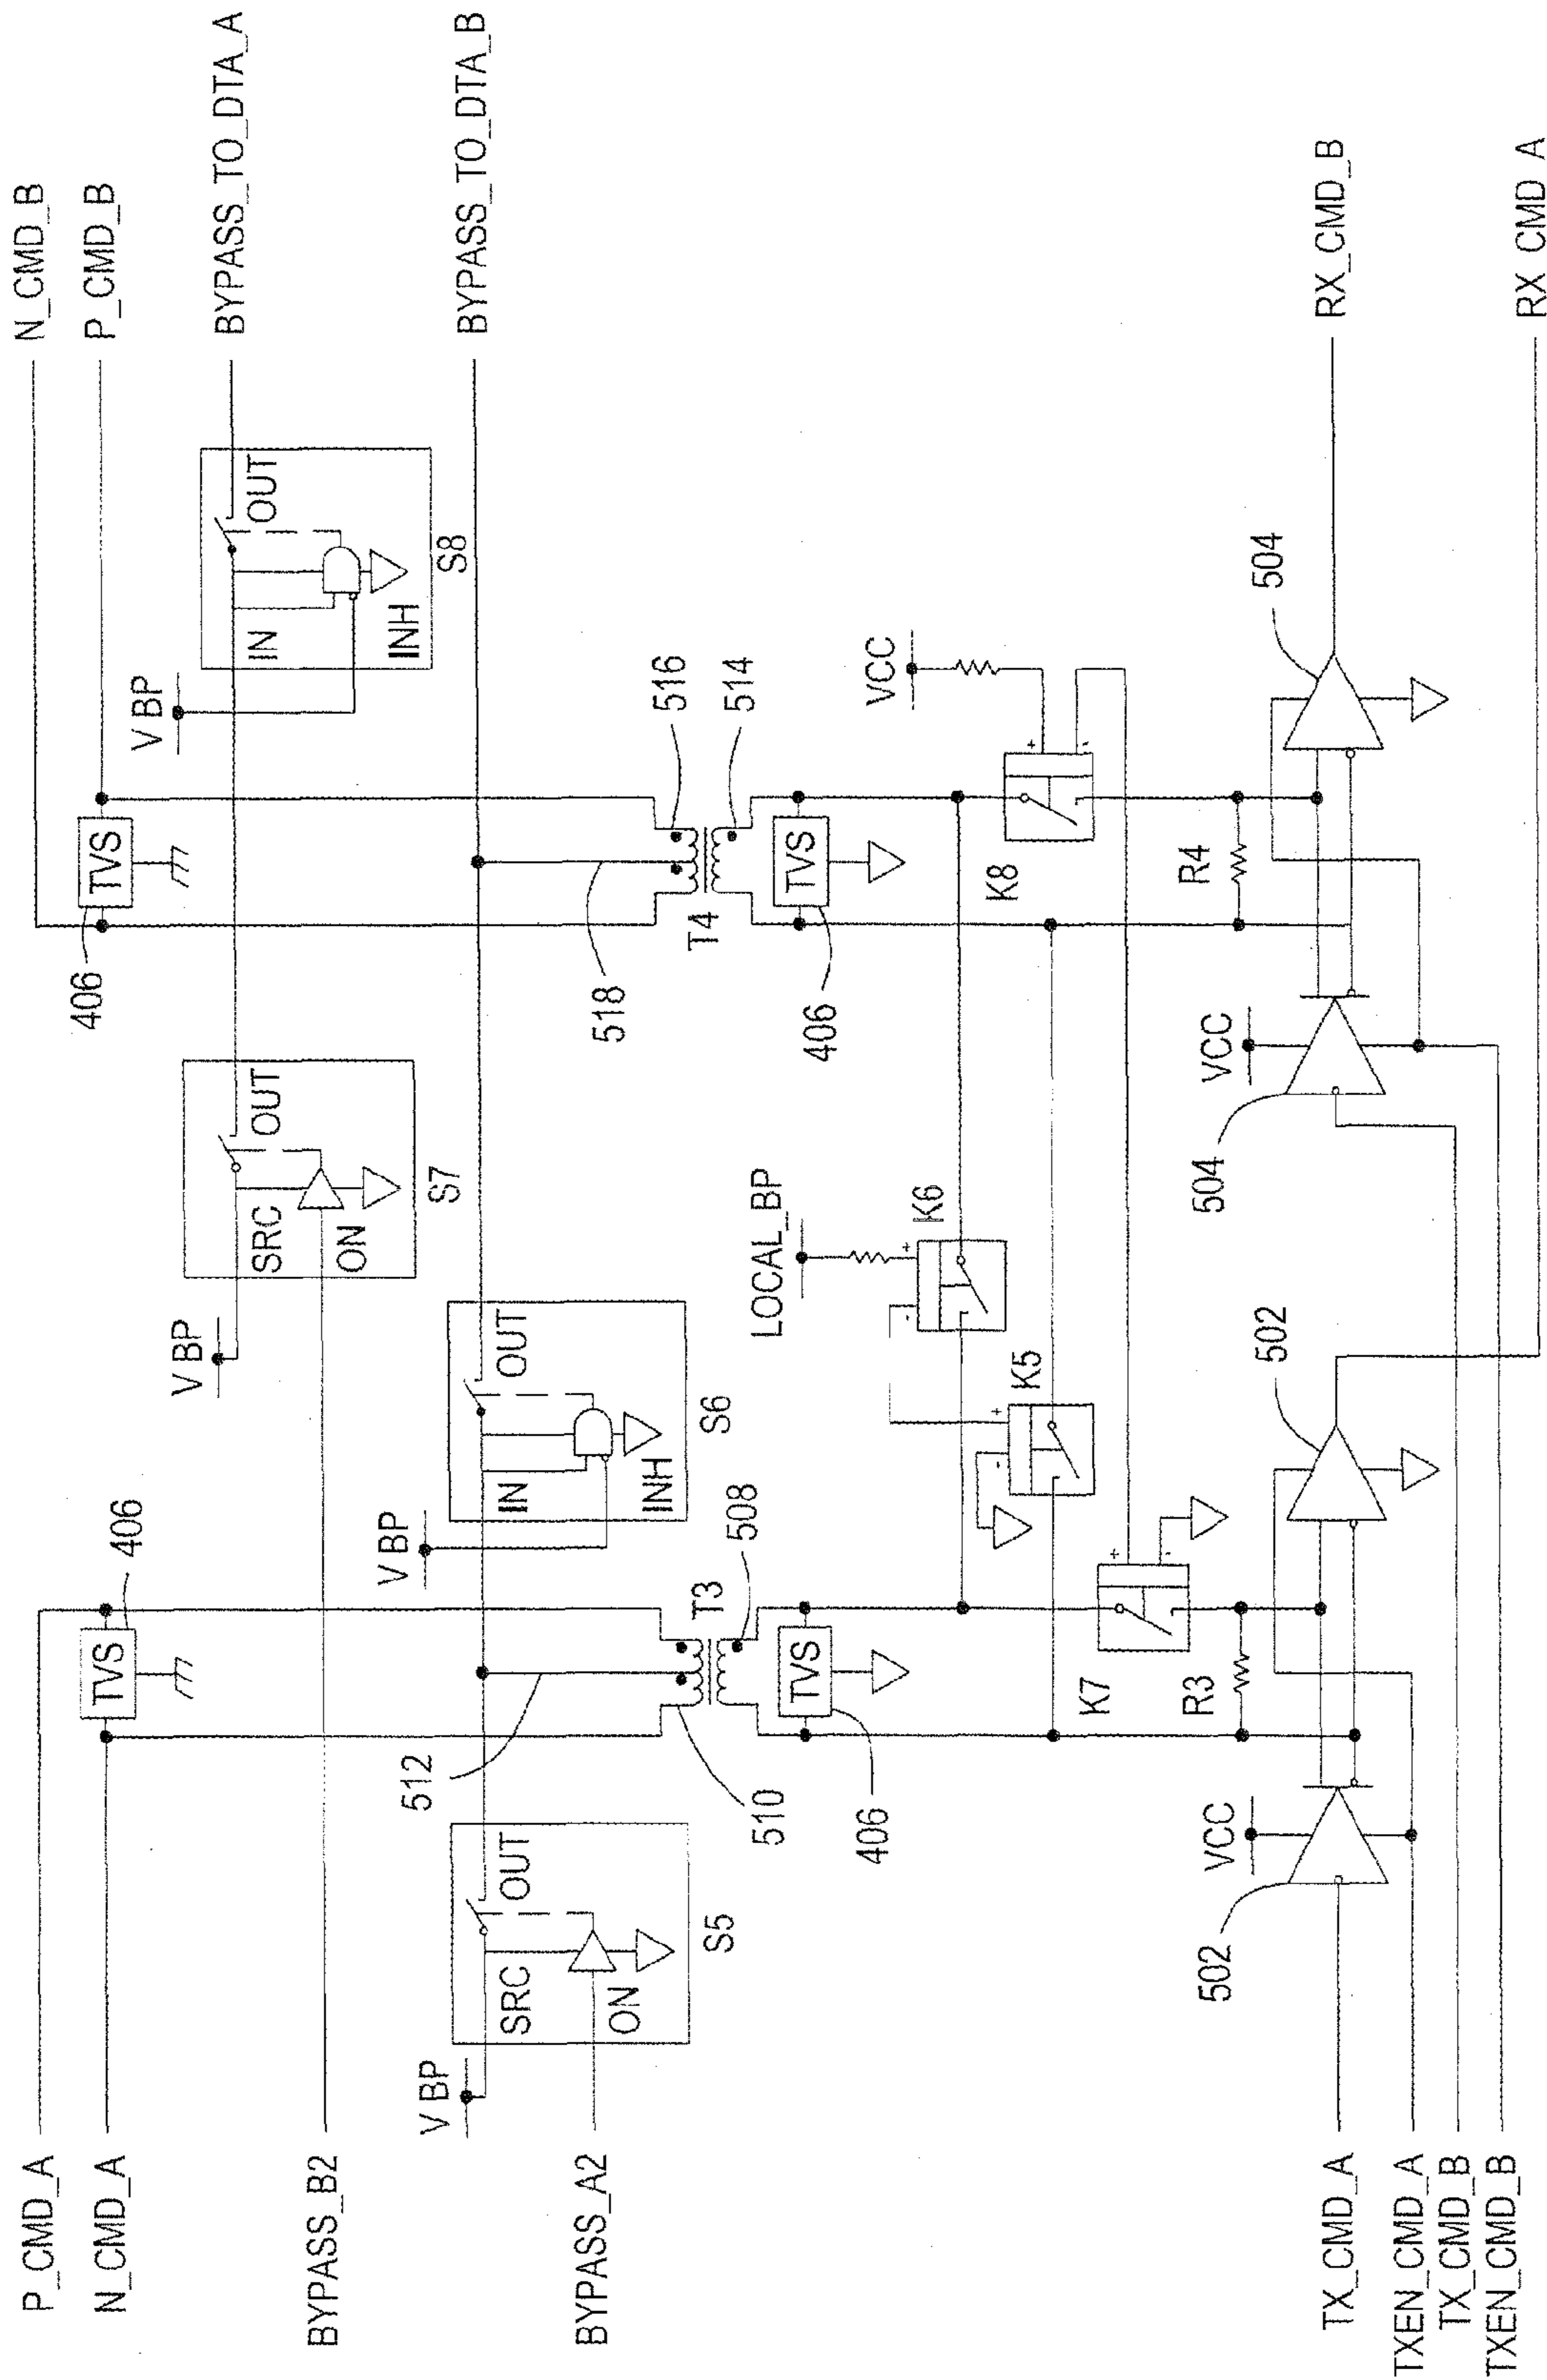 N_CMD_B
P_CMD_B
BYPASS_TO_DTA_A
BYPASS_TO_DTA_B
TVS
406
V BP
IN
OUT
INH
S8
V BP
SRC
OUT
ON
S7
516
514
518
T4
TVS
406
VCC
+
-
K8
R4
504
RX_CMD_B
RX CMD A
VCC
504
LOCAL_BP
+
-
K6
+
-
K5
P_CMD_A
N_CMD_A
TVS
406
BYPASS_B2
BYPASS_A2
V BP
SRC
OUT
ON
S5
V BP
IN
OUT
INH
S6
512
510
T3
508
TVS
406
+
-
K7
R3
502
VCC
502
TX_CMD_A
TXEN_CMD_A
TX_CMD_B
TXEN_CMD_B